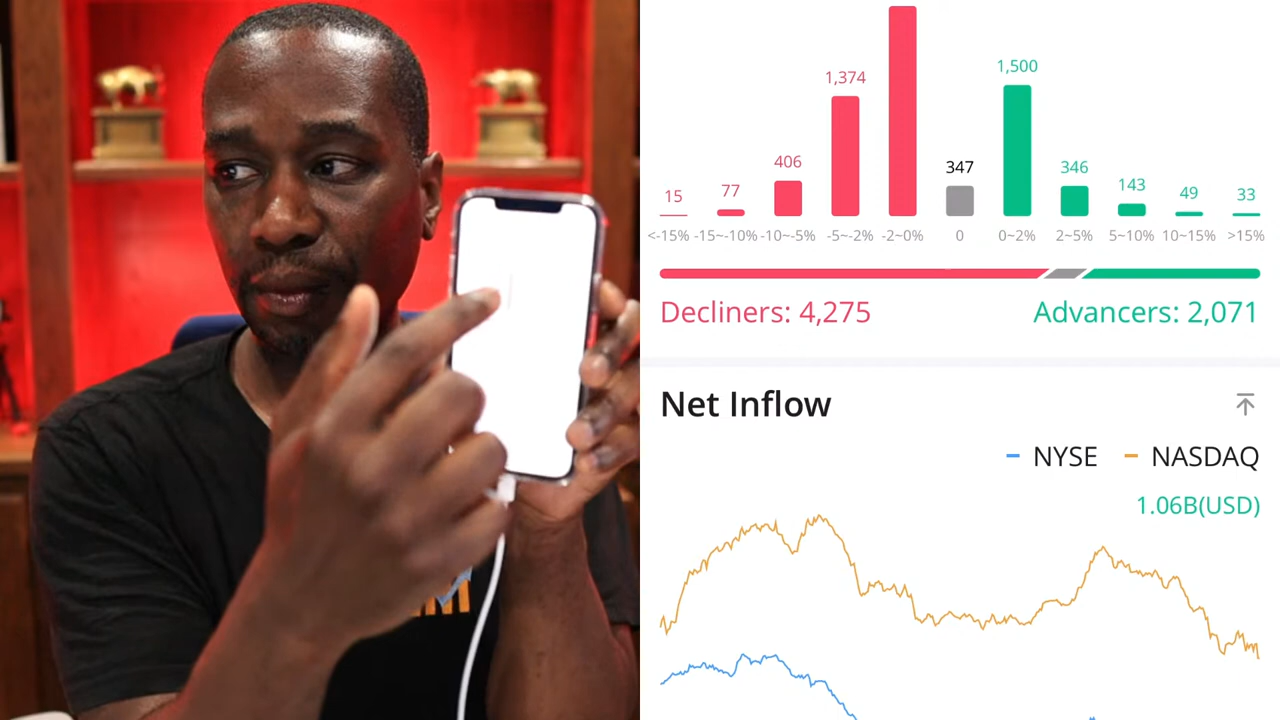 1,374
1,500
406
347
346
15
77
143
49
33
<-15% -15~-10% -10~-5% -5~-2% -2~0% 0 0~2% 2~5% 5~10% 10~15% >15%
Decliners: 4,275
Advancers: 2,071
Net Inflow
NYSE NASDAQ
1.06B(USD)